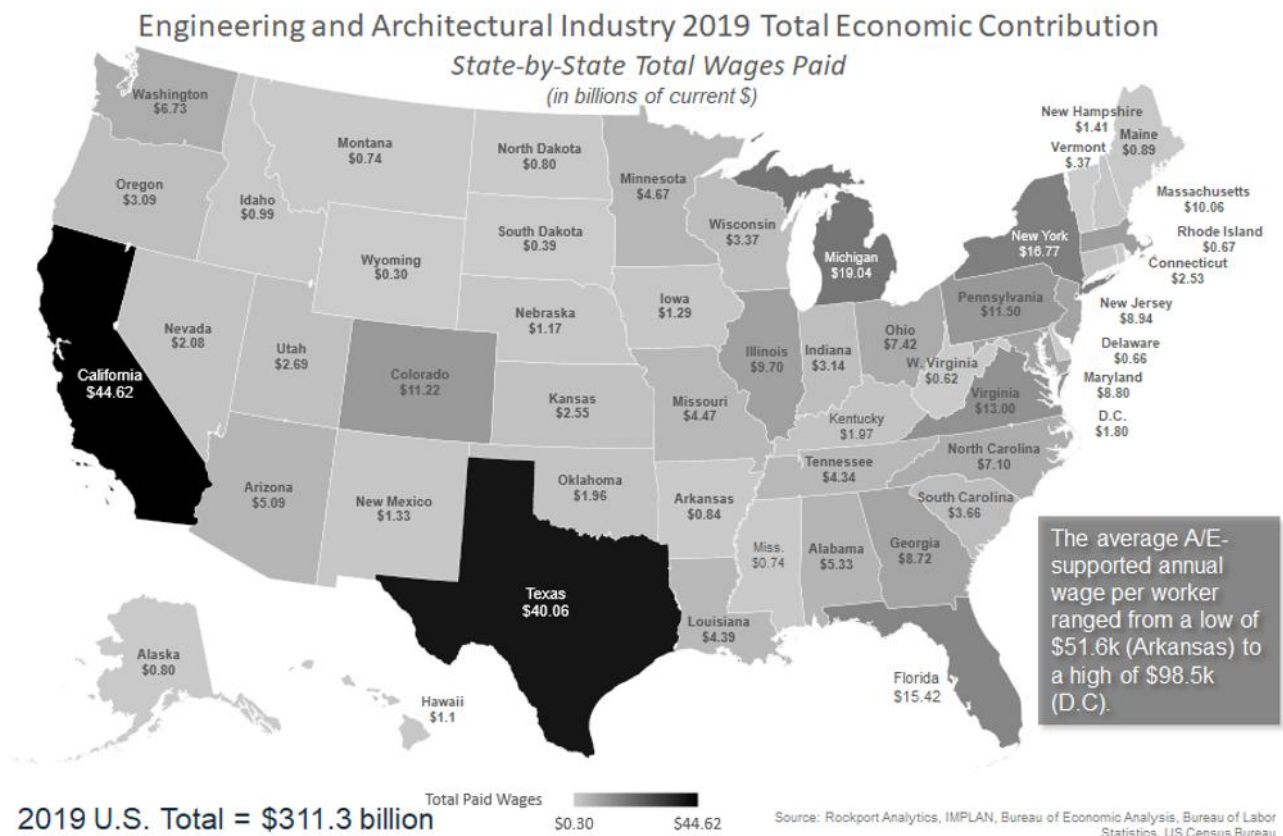 Engineering and Architectural Industry 2019 Total Economic Contribution
State-by-State Total Wages Paid
(in billions of current $)
Washington
$6.73
Oregon
$3.09
Idaho
$0.99
Montana
$0.74
North Dakota
$0.80
South Dakota
$0.39
Wyoming
$0.30
Minnesota
$4.67
Wisconsin
$3.37
Michigan
$19.04
New York
$16.77
New Hampshire
$1.41
Vermont
$.37
Maine
$0.89
Massachusetts
$10.06
Rhode Island
$0.67
Connecticut
$2.53
New Jersey
$8.94
Delaware
$0.66
Maryland
$8.80
D.C.
$1.80
Pennsylvania
$11.50
Ohio
$7.42
W. Virginia
$0.62
Virginia
$13.00
Nebraska
$1.17
Iowa
$1.29
Illinois
$9.70
Indiana
$3.14
Nevada
$2.08
Utah
$2.69
Colorado
$11.22
California
$44.62
Kansas
$2.55
Missouri
$4.47
Kentucky
$1.97
North Carolina
$7.10
Tennessee
$4.34
South Carolina
$3.66
Arizona
$5.09
New Mexico
$1.33
Oklahoma
$1.96
Arkansas
$0.84
Miss.
$0.74
Alabama
$5.33
Georgia
$8.72
Texas
$40.06
Louisiana
$4.39
Florida
$15.42
Alaska
$0.80
Hawaii
$1.1
The average A/E-
supported annual
wage per worker
ranged from a low of
$51.6k (Arkansas) to
a high of $98.5k
(D.C).
2019 U.S. Total = $311.3 billion
Total Paid Wages
$0.30
$44.62
Source: Rockport Analytics, IMPLAN, Bureau of Economic Analysis, Bureau of Labor
Statistics, US Census Bureau